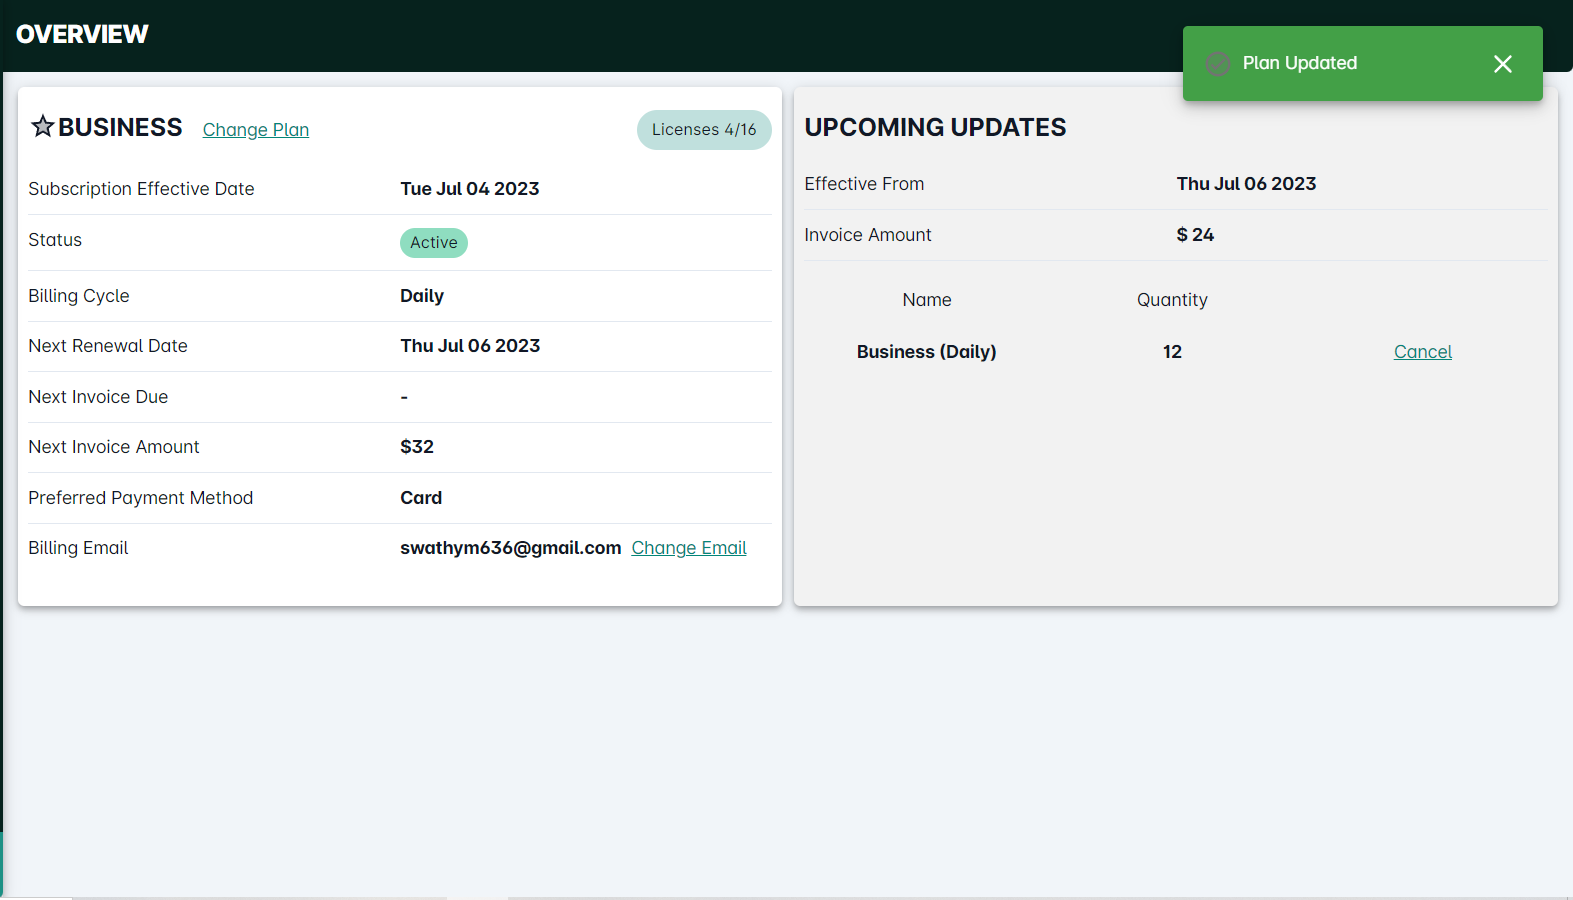 OVERVIEW
Plan Updated
BUSINESS Change Plan Licenses 4/16
Subscription Effective Date Tue Jul 04 2023
Status Active
Billing Cycle Daily
Next Renewal Date Thu Jul 06 2023
Next Invoice Due -
Next Invoice Amount $32
Preferred Payment Method Card
Billing Email swathym636@gmail.com Change Email
UPCOMING UPDATES
Effective From Thu Jul 06 2023
Invoice Amount $ 24
Name Quantity
Business (Daily) 12 Cancel